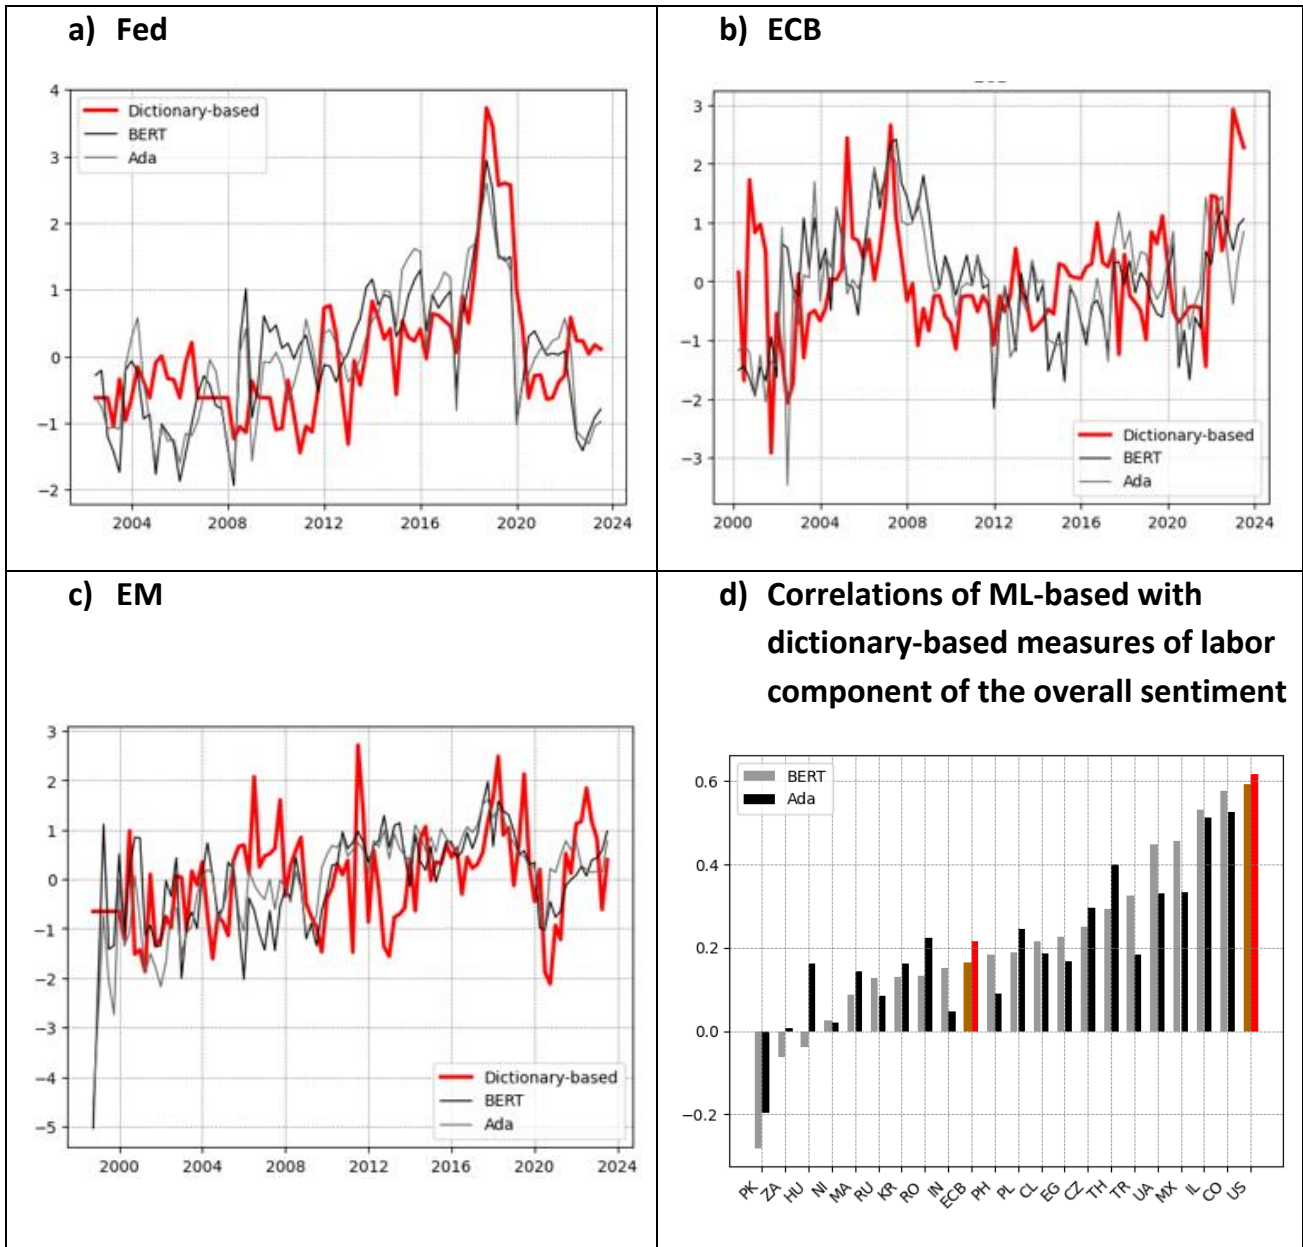 a) Fed
4
3
2
1
0
−1
−2
Dictionary-based
BERT
Ada
2004 2008 2012 2016 2020 2024
b) ECB
3
2
1
0
−1
−2
−3
Dictionary-based
BERT
Ada
2000 2004 2008 2012 2016 2020 2024
c) EM
3
2
1
0
−1
−2
−3
−4
−5
Dictionary-based
BERT
Ada
2000 2004 2008 2012 2016 2020 2024
d) Correlations of ML-based with
dictionary-based measures of labor
component of the overall sentiment
BERT
Ada
0.6
0.4
0.2
0.0
−0.2
PK ZA HU NI MA RU KR RO IN ECB PH PL CL EG CZ TH TR UA MX IL CO US